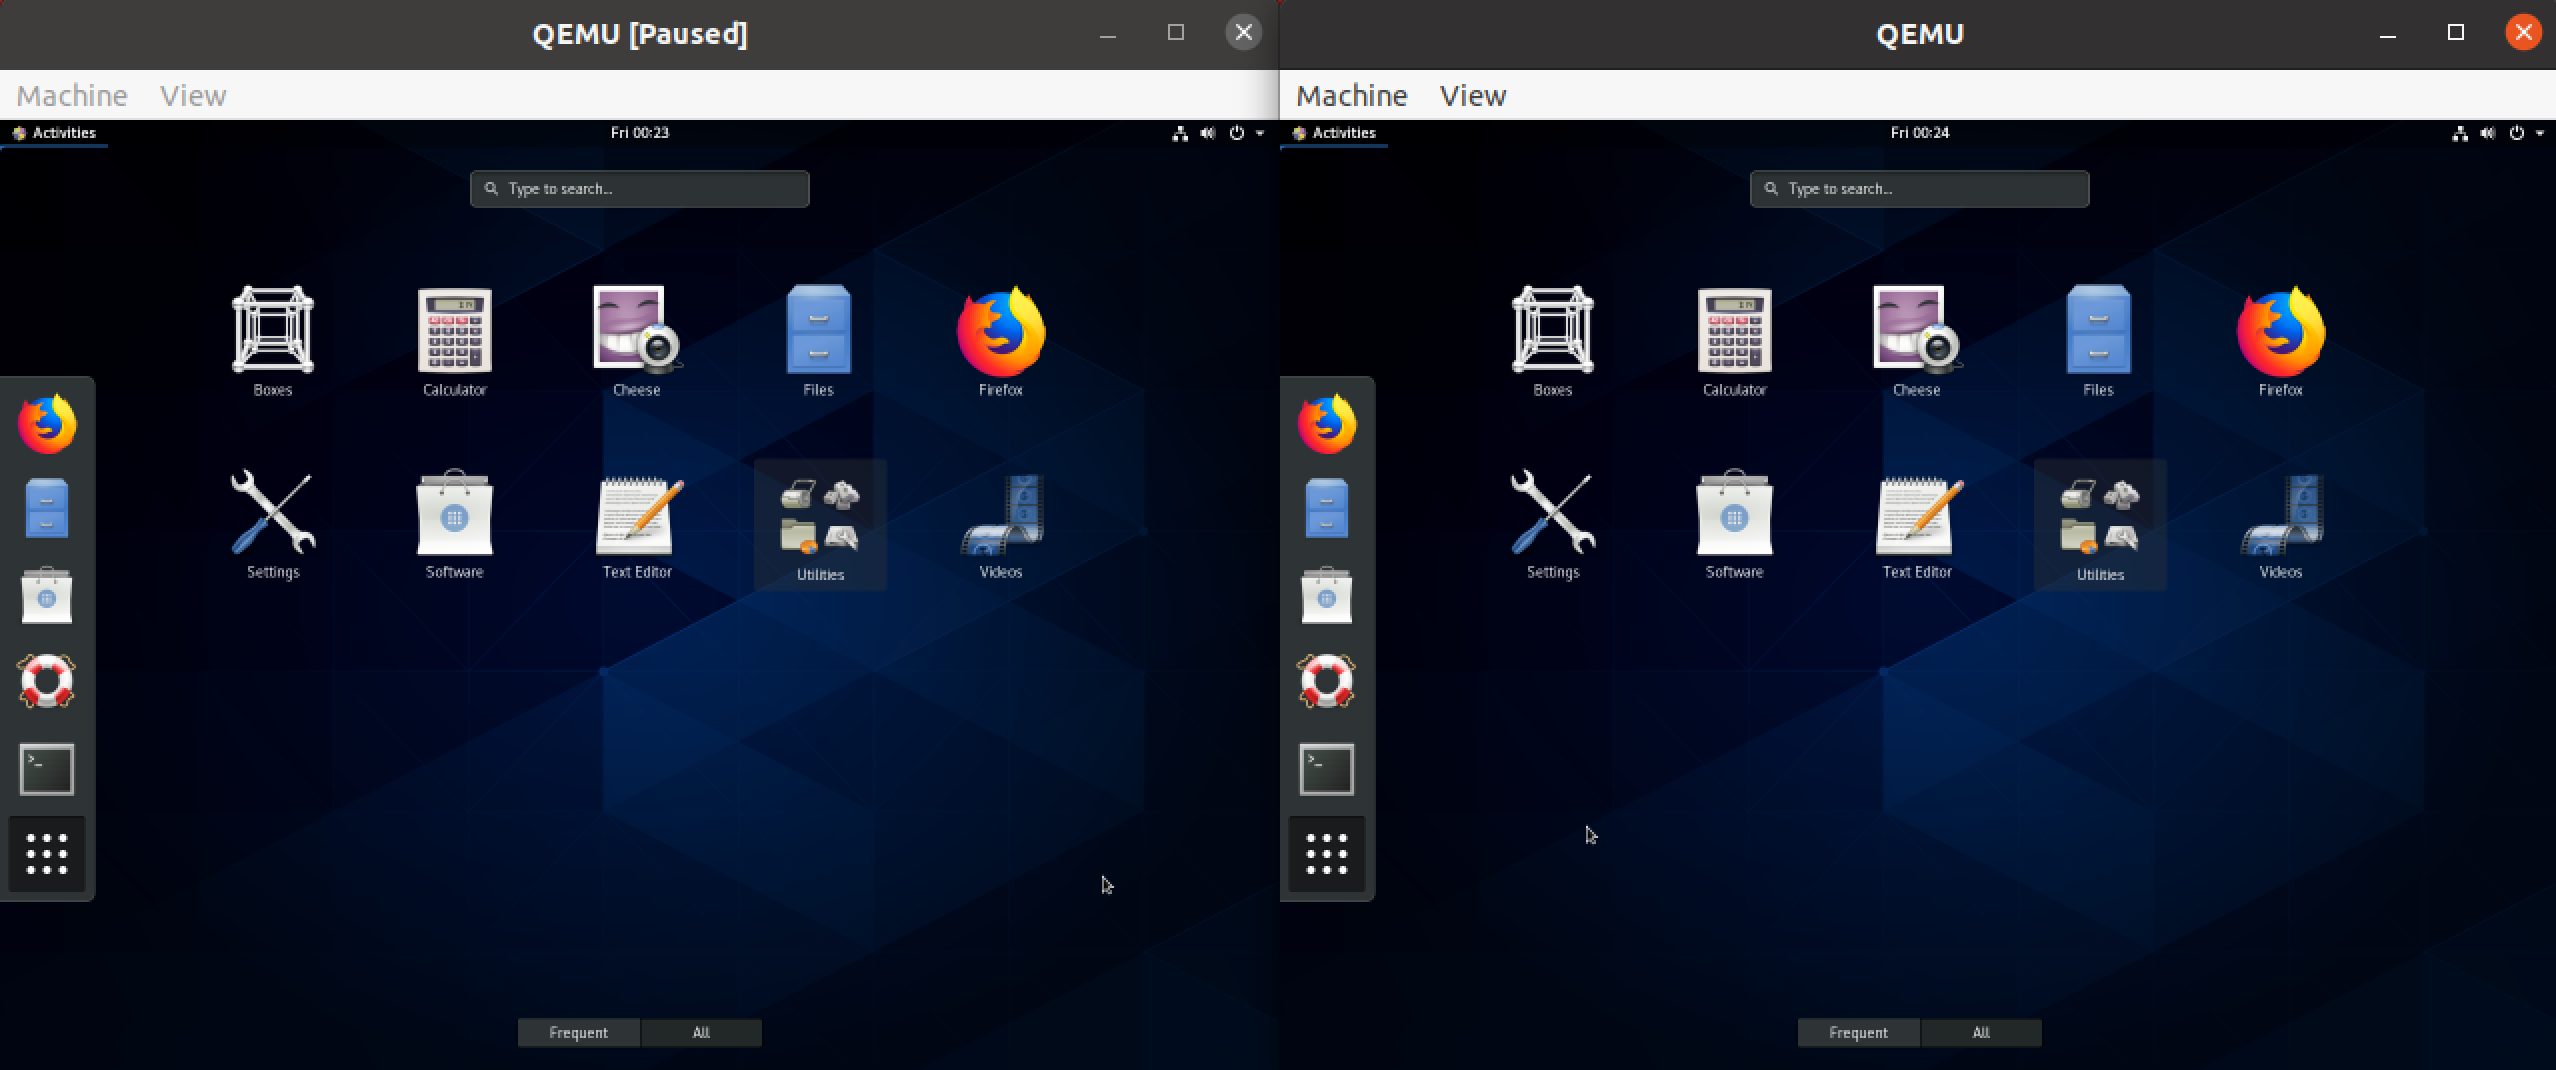 QEMU [Paused]
Machine View
Activities
Fri 00:23
Type to search...
Boxes
Calculator
Cheese
Files
Firefox
Settings
Software
Text Editor
Utilities
Videos
Frequent
All
QEMU
Machine View
Activities
Fri 00:24
Type to search...
Boxes
Calculator
Cheese
Files
Firefox
Settings
Software
Text Editor
Utilities
Videos
Frequent
All